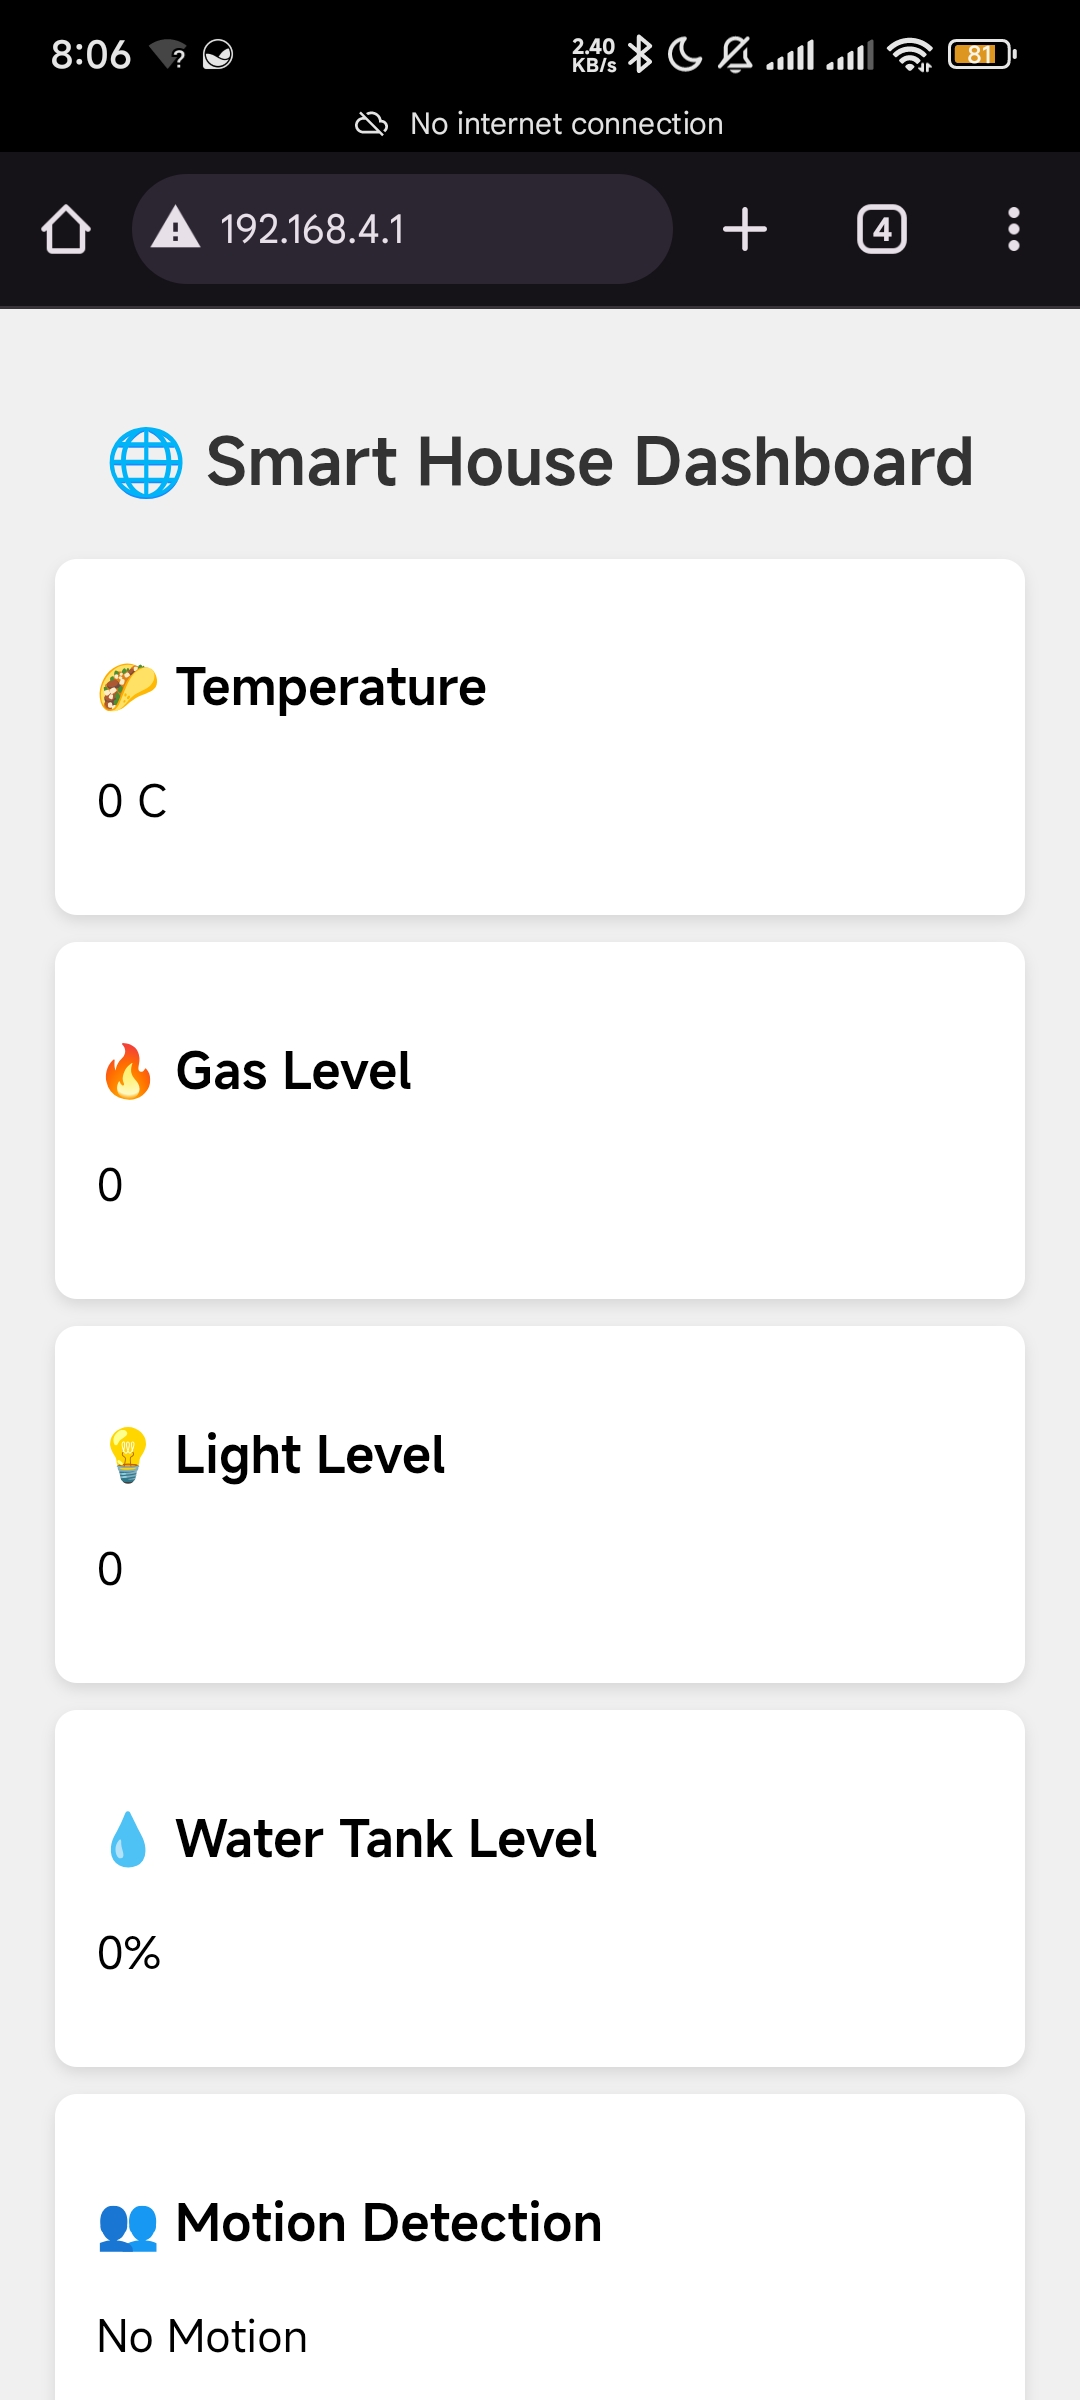 8:06
2.40
KB/s
81
No internet connection
192.168.4.1
4
🌐 Smart House Dashboard
🌮 Temperature
0 C
🔥 Gas Level
0
💡 Light Level
0
💧 Water Tank Level
0%
👥 Motion Detection
No Motion